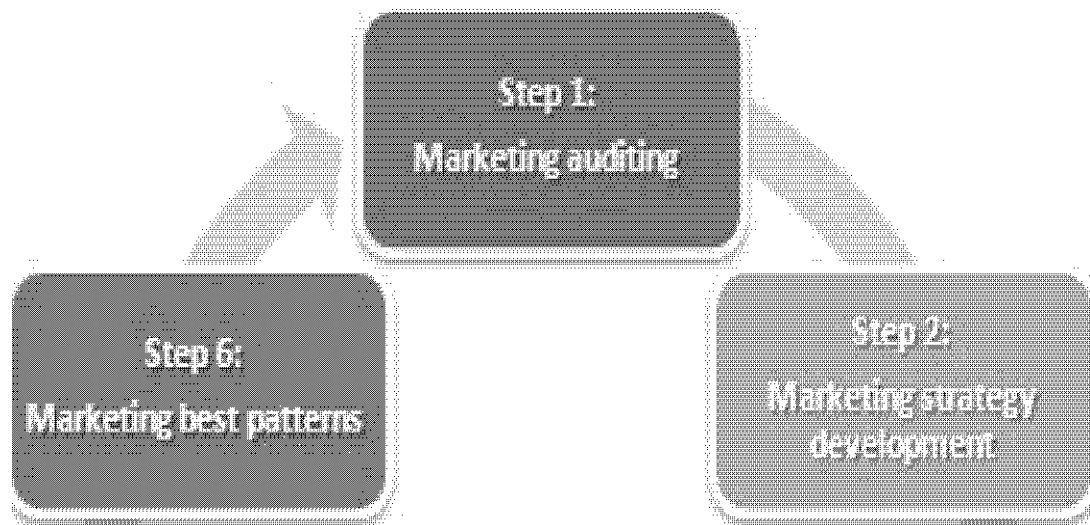 Step 1:
Marketing auditing
Step 6:
Marketing best patterns
Step 2:
Marketing strategy
development